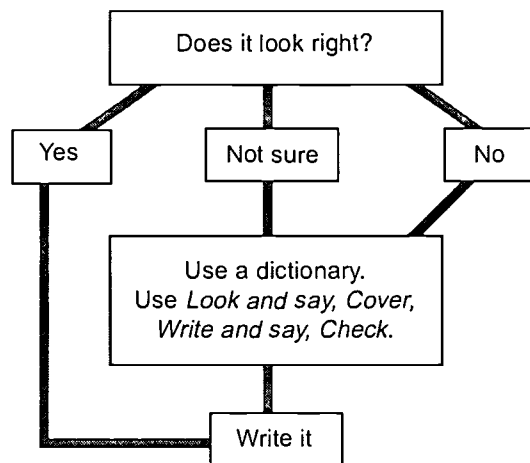 Does it look right?
Yes
Not sure
No
Use a dictionary.
Use Look and say, Cover,
Write and say, Check.
Write it